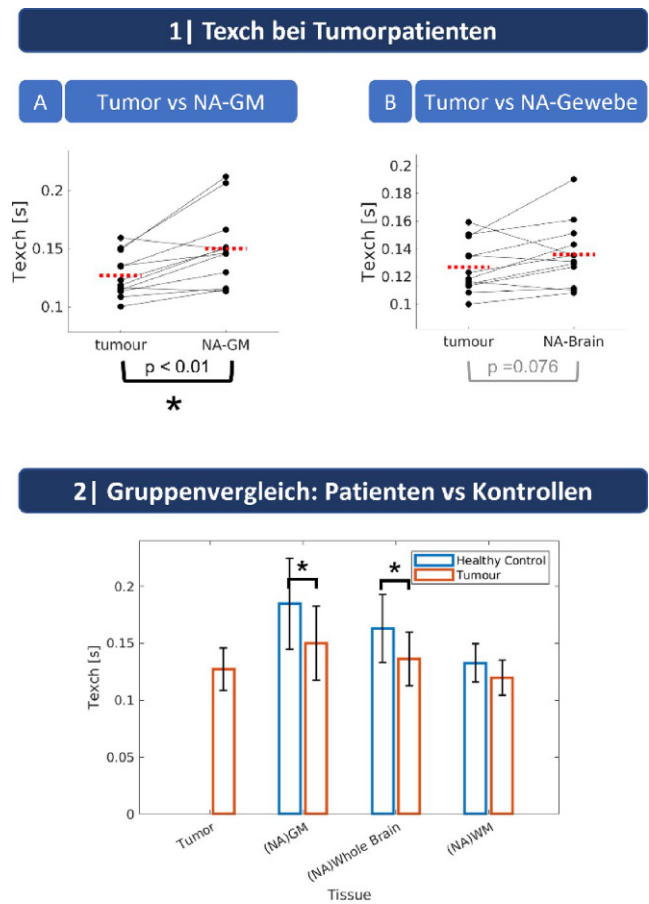 1| Texch bei Tumorpatienten
A Tumor vs NA-GM
B Tumor vs NA-Gewebe
Texch [s]
0.2
0.15
0.1
tumour NA-GM
p < 0.01
*
Texch [s]
0.2
0.18
0.16
0.14
0.12
0.1
tumour NA-Brain
p =0.076
2| Gruppenvergleich: Patienten vs Kontrollen
Healthy Control
Tumour
* *
Texch [s]
0.2
0.15
0.1
0.05
0
Tumor (NA)GM (NA)Whole Brain (NA)WM
Tissue